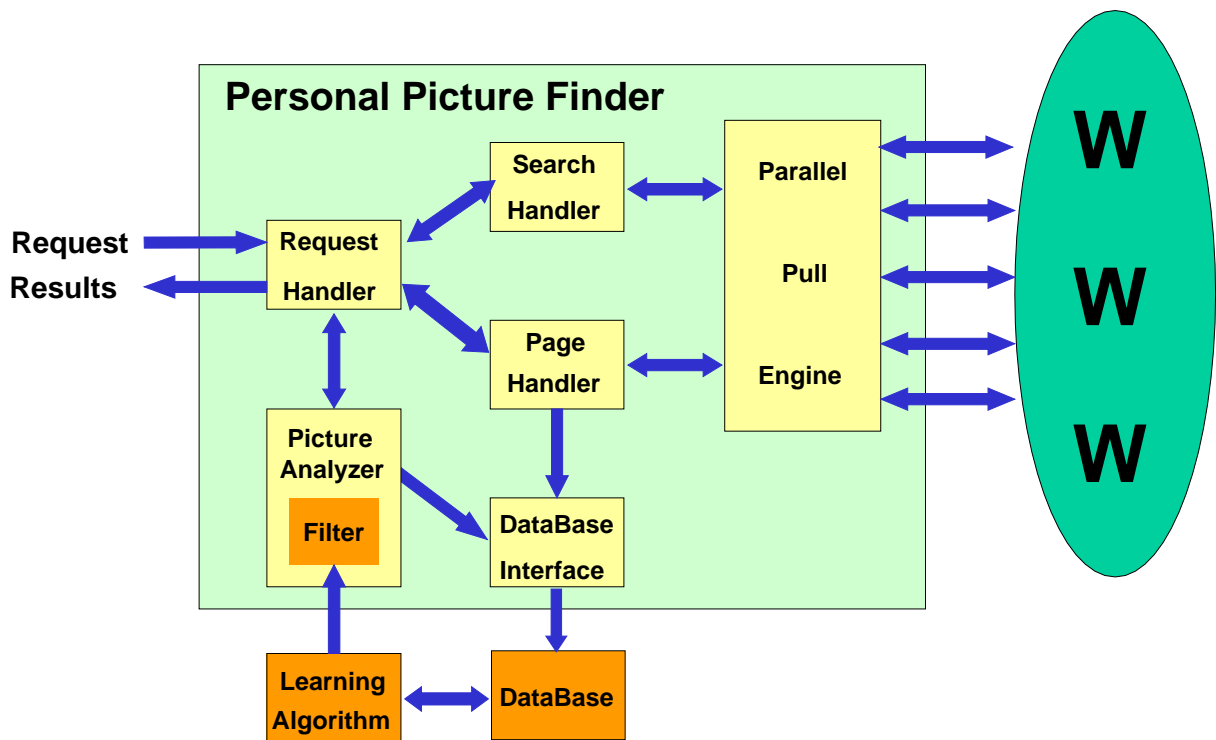 Personal Picture Finder
Search
Handler
Parallel
Pull
Engine
W
W
W
Request
Results
Request
Handler
Page
Handler
Picture
Analyzer
Filter
DataBase
Interface
Learning
Algorithm
DataBase